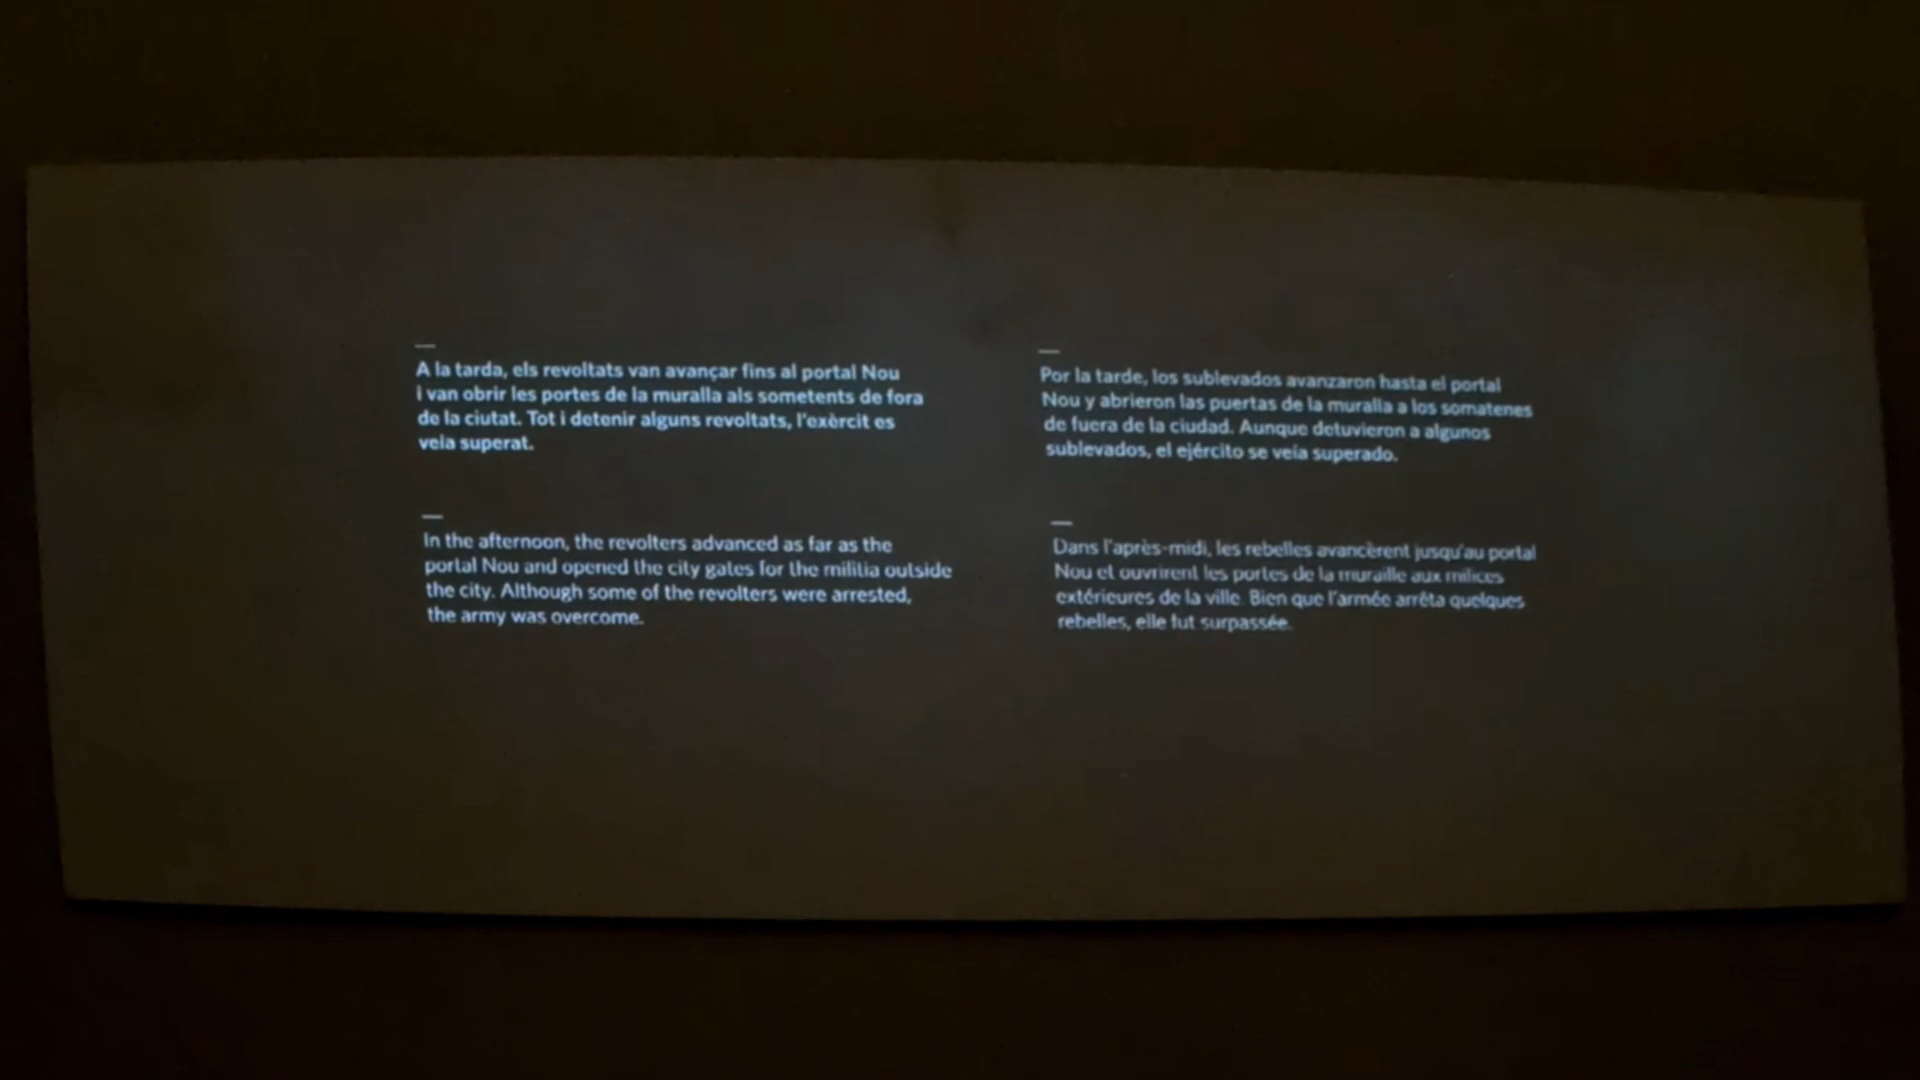 A la tarda, els revoltats van avançar fins al portal Nou
i van obrir les portes de la muralla als sometents de fora
de la ciutat. Tot i detenir alguns revoltats, l'exèrcit es
veia superat.
Por la tarde, los sublevados avanzaron hasta el portal
Nou y abrieron las puertas de la muralla a los somatenes
de fuera de la ciudad. Aunque detuvieron a algunos
sublevados, el ejército se veía superado.
In the afternoon, the revolters advanced as far as the
portal Nou and opened the city gates for the militia outside
the city. Although some of the revolters were arrested,
the army was overcome.
Dans l'après-midi, les rebelles avancèrent jusqu'au portal
Nou et ouvrirent les portes de la muraille aux milices
extérieures de la ville. Bien que l'armée arrêta quelques
rebelles, elle fut surpassée.